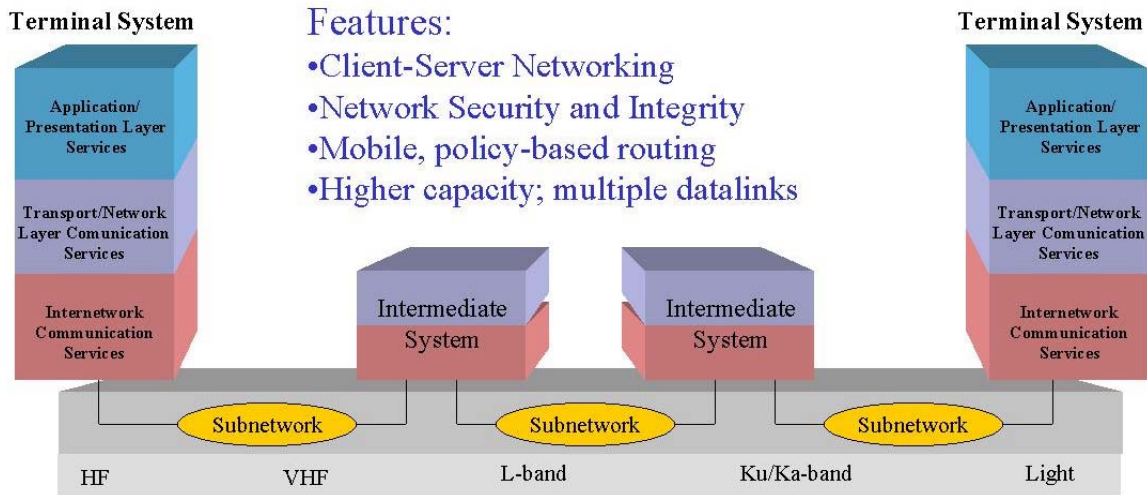 Terminal System
Features:
•Client-Server Networking
•Network Security and Integrity
•Mobile, policy-based routing
•Higher capacity; multiple datalinks
Terminal System
Application/
Presentation Layer
Services
Transport/Network
Layer Comunication
Services
Internetwork
Communication
Services
Intermediate
System
Intermediate
System
Application/
Presentation Layer
Services
Transport/Network
Layer Comunication
Services
Internetwork
Communication
Services
Subnetwork
Subnetwork
Subnetwork
HF
VHF
L-band
Ku/Ka-band
Light